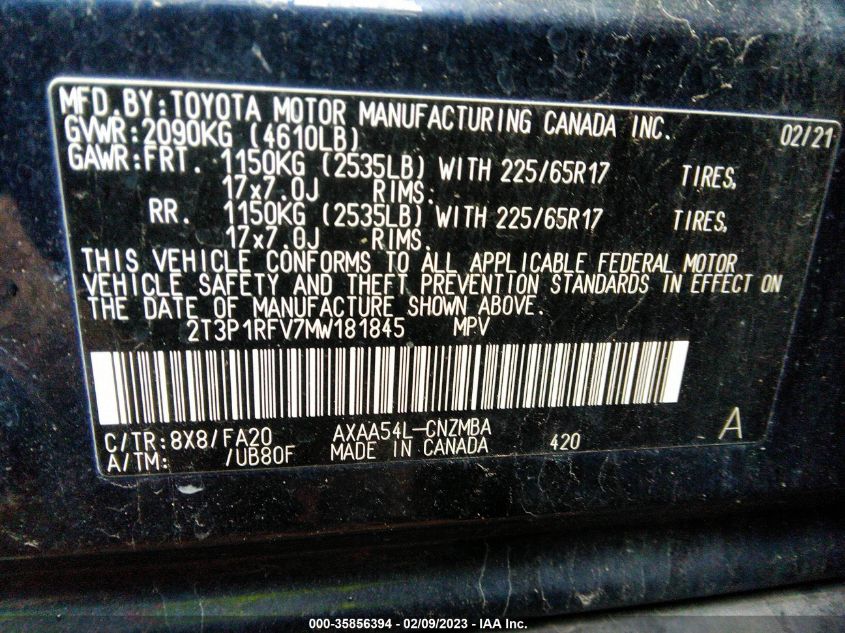 MFD.BY:TOYOTA MOTOR MANUFACTURING CANADA INC. 02/21
GVWR:2090KG (4610LB)
GAWR:FRT. 1150KG (2535LB) WITH 225/65R17 TIRES,
17x7.0J RIMS.
RR. 1150KG (2535LB) WITH 225/65R17 TIRES,
17x7.0J RIMS.
THIS VEHICLE CONFORMS TO ALL APPLICABLE FEDERAL MOTOR
VEHICLE SAFETY AND THEFT PREVENTION STANDARDS IN EFFECT ON
THE DATE OF MANUFACTURE SHOWN ABOVE.
2T3P1RFV7MW181845 MPV
C/TR:8X8/FA20 AXAA54L-CNZMBA 420 A
A/TM: /UB80F MADE IN CANADA
000-35856394 - 02/09/2023 - IAA Inc.